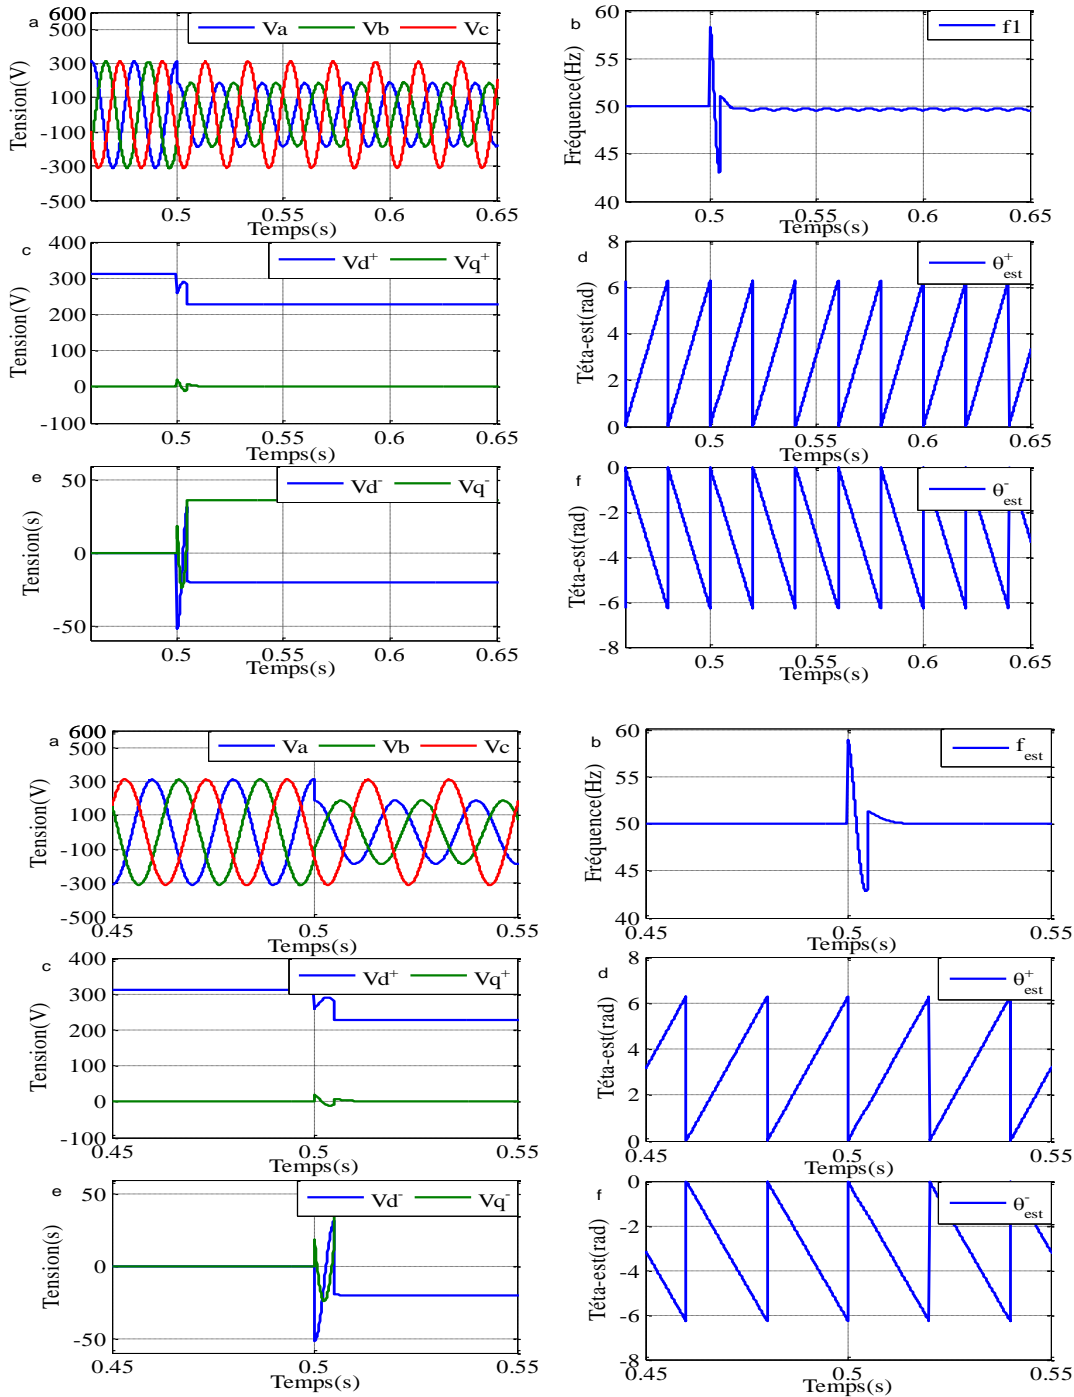 a
600
500
300
100
-100
-300
-500
Tension(V)
Va Vb Vc
0.5 0.55 0.6 0.65
Temps(s)
b
60
55
50
45
40
Fréquence(Hz)
f1
0.5 0.55 0.6 0.65
Temps(s)
c
400
300
200
100
0
-100
Tension(V)
Vd+ Vq+
0.5 0.55 0.6 0.65
Temps(s)
d
8
6
4
2
0
Téta-est(rad)
θ+est
0.5 0.55 0.6 0.65
Temps(s)
e
50
0
-50
Tension(s)
Vd- Vq-
0.5 0.55 0.6 0.65
Temps(s)
f
0
-2
-4
-6
-8
Téta-est(rad)
θ-est
0.5 0.55 0.6 0.65
Temps(s)
a
600
500
300
100
-100
-300
-500
Tension(V)
Va Vb Vc
0.45 0.5 0.55
Temps(s)
b
60
55
50
45
40
Fréquence(Hz)
fest
0.45 0.5 0.55
Temps(s)
c
400
300
200
100
0
-100
Tension(V)
Vd+ Vq+
0.45 0.5 0.55
Temps(s)
d
8
6
4
2
0
Téta-est(rad)
θ+est
0.45 0.5 0.55
Temps(s)
e
50
0
-50
Tension(s)
Vd- Vq-
0.45 0.5 0.55
Temps(s)
f
0
-2
-4
-6
-8
Téta-est(rad)
θ-est
0.45 0.5 0.55
Temps(s)